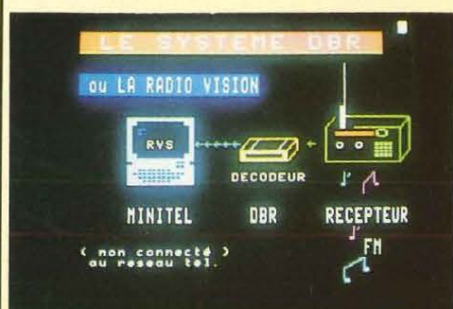 LE SYSTEME DBR
ou LA RADIO VISION
RVS
DECODEUR
MINITEL DBR RECEPTEUR
FM
( non connecté )
au reseau tel.